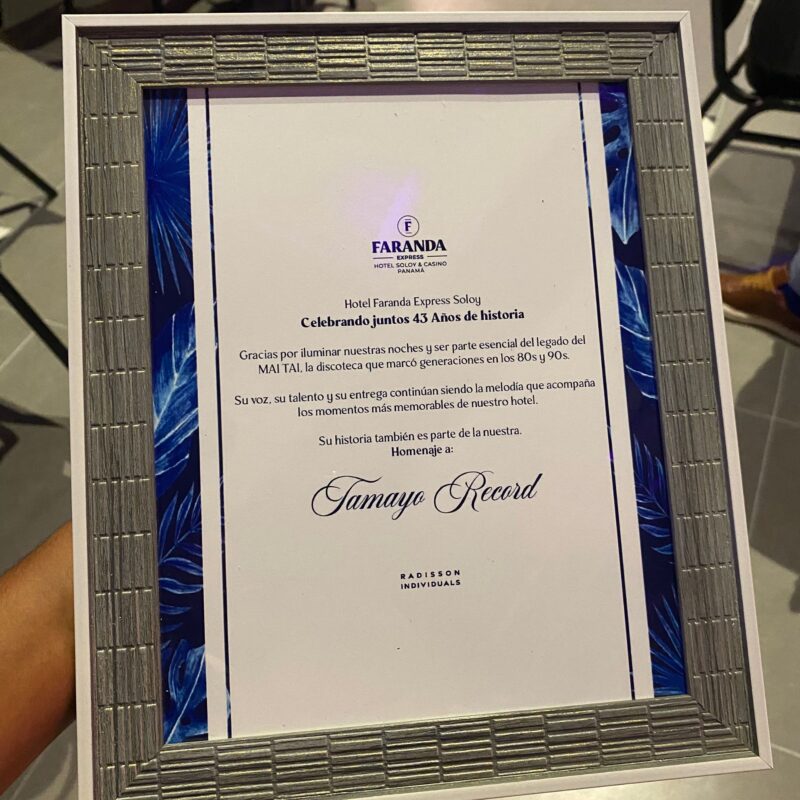 F
FARANDA
EXPRESS
HOTEL SOLOY & CASINO
PANAMÁ
Hotel Faranda Express Soloy
Celebrando juntos 43 Años de historia
Gracias por iluminar nuestras noches y ser parte esencial del legado del
MAI TAI, la discoteca que marcó generaciones en los 80s y 90s.
Su voz, su talento y su entrega continúan siendo la melodía que acompaña
los momentos más memorables de nuestro hotel.
Su historia también es parte de la nuestra.
Homenaje a:
Tamayo Record
RADISSON
INDIVIDUALS